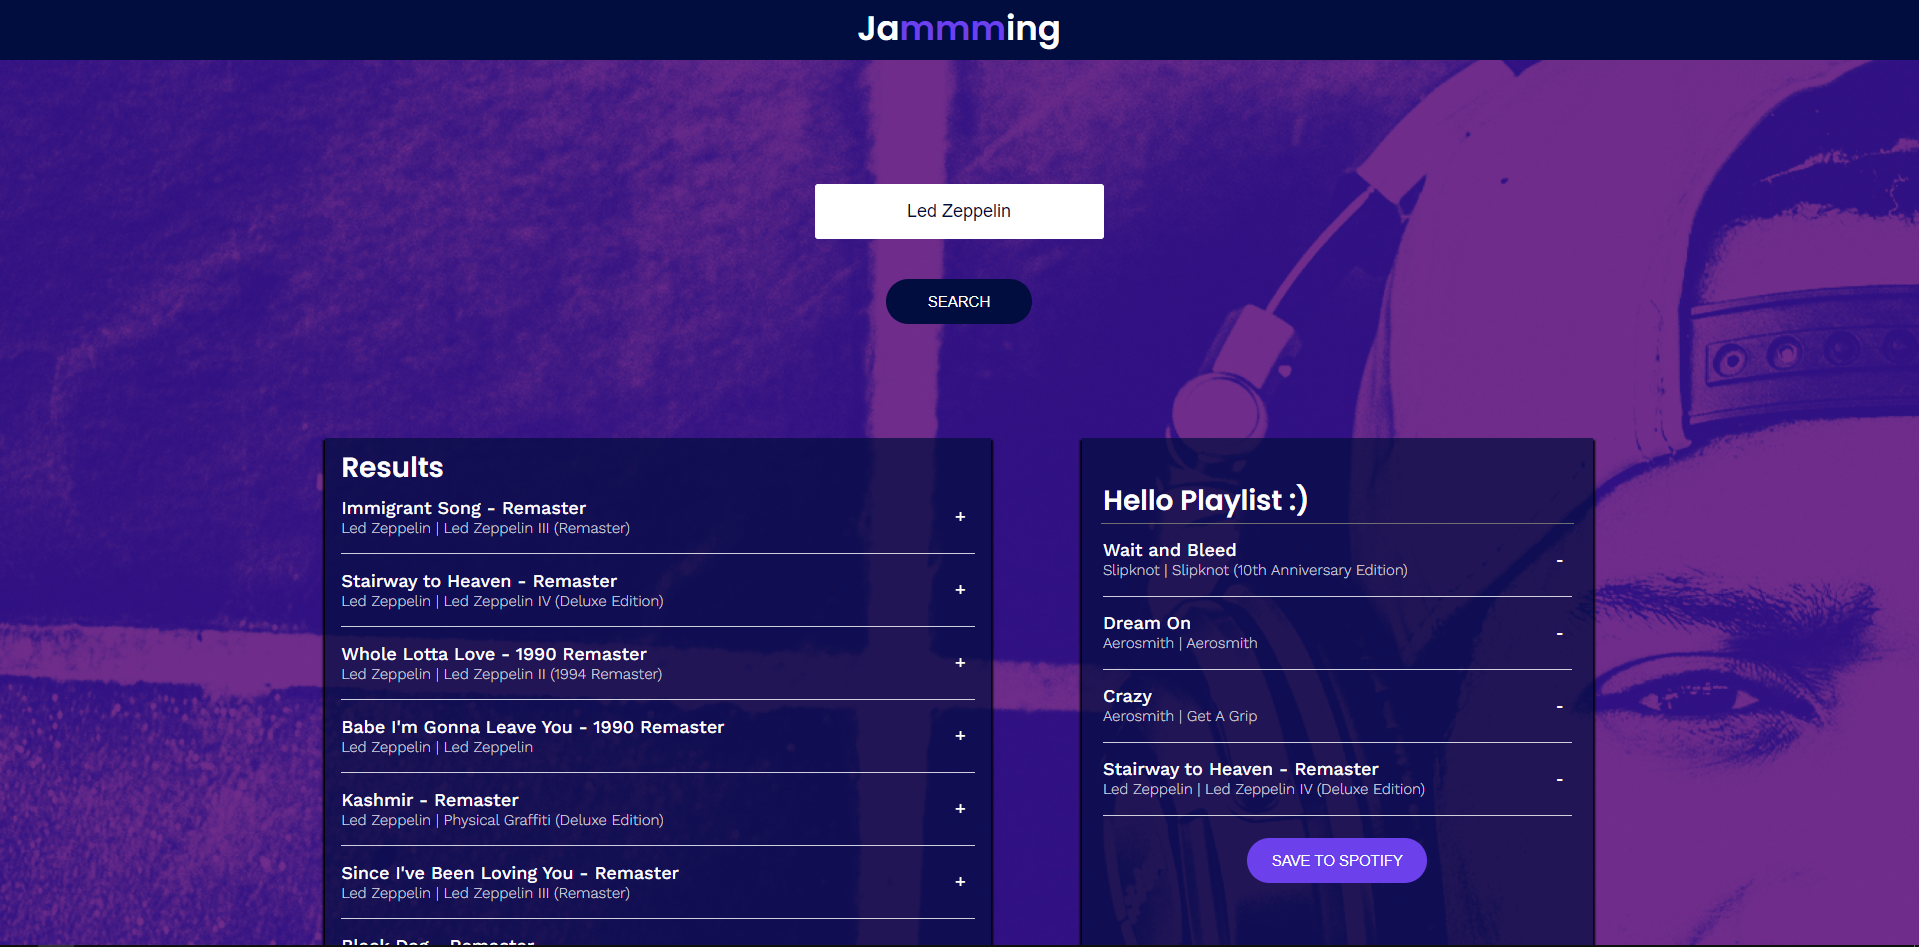 Jammming
Led Zeppelin
SEARCH
Results
Immigrant Song - Remaster
Led Zeppelin | Led Zeppelin III (Remaster)
+
Stairway to Heaven - Remaster
Led Zeppelin | Led Zeppelin IV (Deluxe Edition)
+
Whole Lotta Love - 1990 Remaster
Led Zeppelin | Led Zeppelin II (1994 Remaster)
+
Babe I'm Gonna Leave You - 1990 Remaster
Led Zeppelin | Led Zeppelin
+
Kashmir - Remaster
Led Zeppelin | Physical Graffiti (Deluxe Edition)
+
Since I've Been Loving You - Remaster
Led Zeppelin | Led Zeppelin III (Remaster)
+
Black Dog - Remaster
Hello Playlist :)
Wait and Bleed
Slipknot | Slipknot (10th Anniversary Edition)
-
Dream On
Aerosmith | Aerosmith
-
Crazy
Aerosmith | Get A Grip
-
Stairway to Heaven - Remaster
Led Zeppelin | Led Zeppelin IV (Deluxe Edition)
-
SAVE TO SPOTIFY